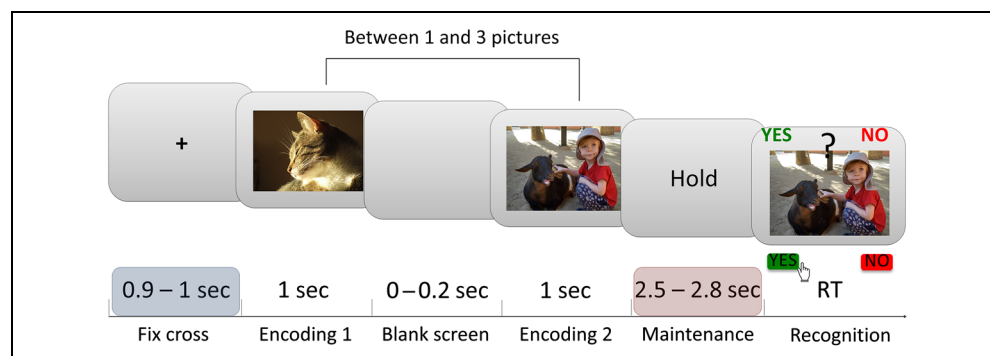 Between 1 and 3 pictures
+
Hold
YES ? NO
YES NO
0.9 – 1 sec 1 sec 0 – 0.2 sec 1 sec 2.5 – 2.8 sec RT
Fix cross Encoding 1 Blank screen Encoding 2 Maintenance Recognition